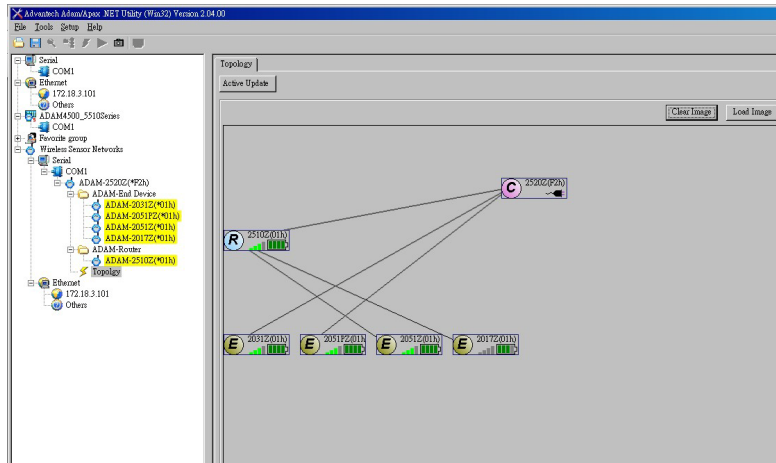 Advantech Adam/Apax .NET Utility (Win32) Version 2.04.00
File Tools Setup Help
Serial
COM1
Ethernet
172.18.3.101
Others
ADAM4500_5510Series
COM1
Favorite group
Wireless Sensor Networks
Serial
COM1
ADAM-2520Z(*F2h)
ADAM-End Device
ADAM-2031Z(*01h)
ADAM-2051PZ(*01h)
ADAM-2051Z(*01h)
ADAM-2017Z(*01h)
ADAM-Router
ADAM-2510Z(*01h)
Topolgy
Ethernet
172.18.3.101
Others
Topology
Active Update
Clear Image Load Image
C 2520Z(F2h)
R 2510Z(01h)
E 2031Z(01h) E 2051PZ(01h) E 2051Z(01h) E 2017Z(01h)